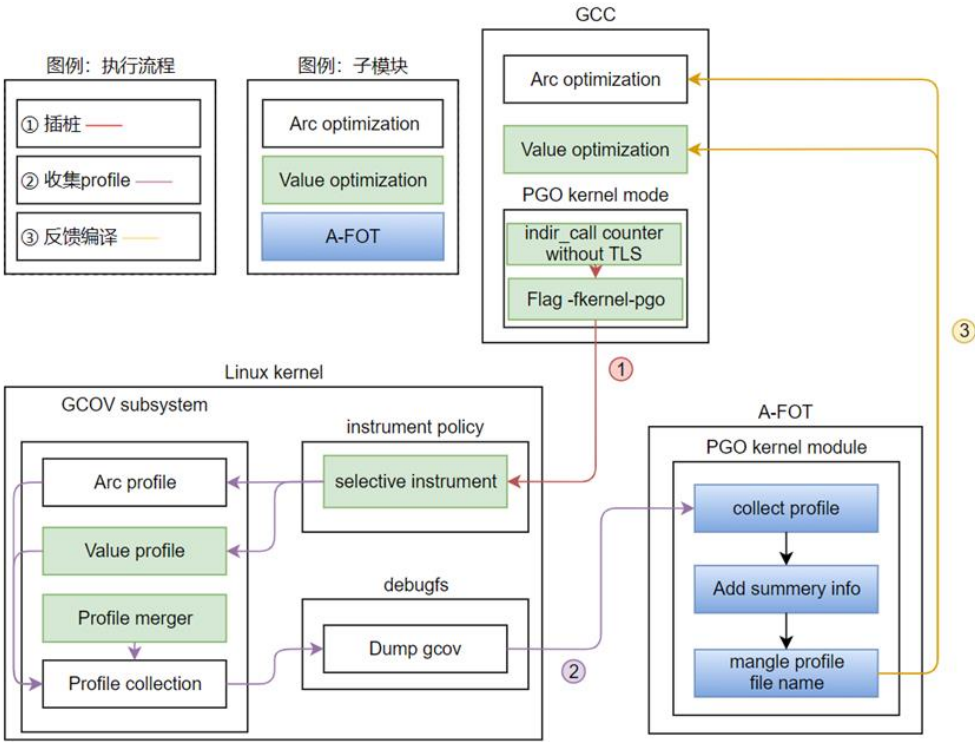 图例：执行流程
① 插桩
② 收集profile
③ 反馈编译
图例：子模块
Arc optimization
Value optimization
A-FOT
GCC
Arc optimization
Value optimization
PGO kernel mode
indir_call counter
without TLS
Flag -fkernel-pgo
1
3
Linux kernel
GCOV subsystem
Arc profile
Value profile
Profile merger
Profile collection
instrument policy
selective instrument
debugfs
Dump gcov
2
A-FOT
PGO kernel module
collect profile
Add summery info
mangle profile
file name